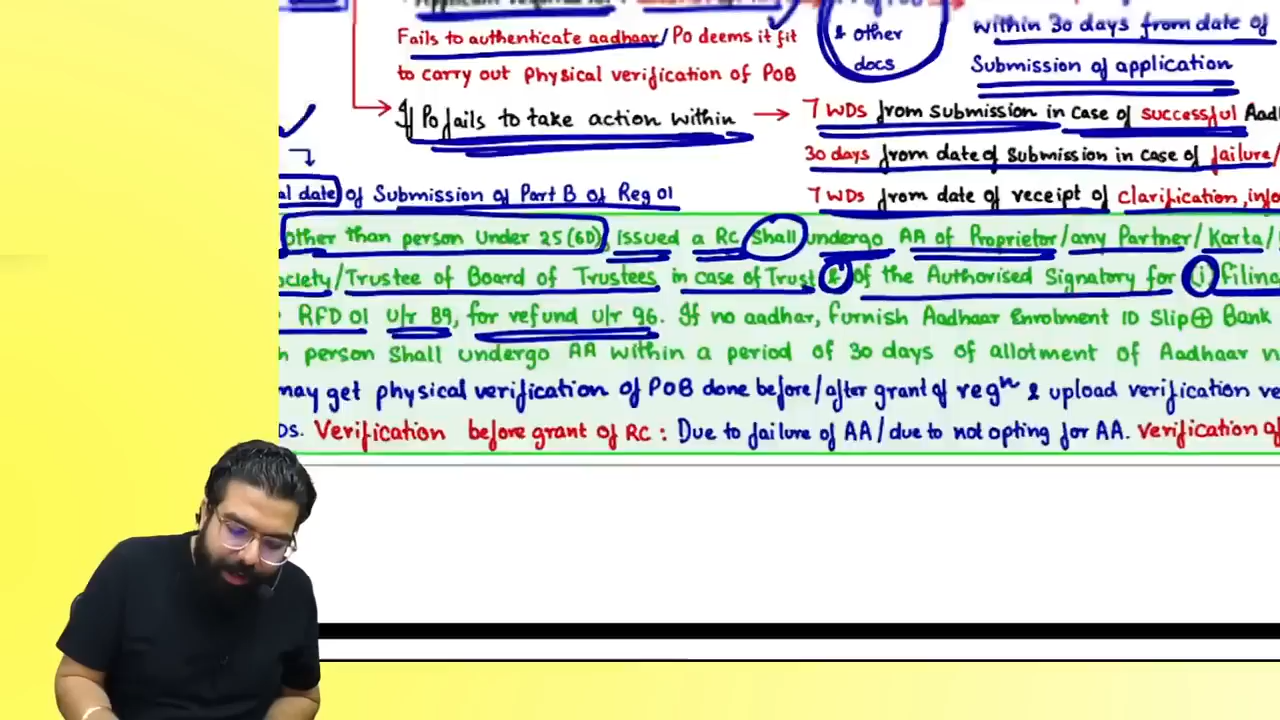 Fails to authenticate aadhaar/Po deems it fit
to carry out physical verification of PoB
& other
docs
within 30 days from date of
Submission of application
If Po fails to take action within → 7 WDs from submission in case of successful
30 days from date of submission in case of failure/
al date of Submission of Part B of Reg 01
7 WDs from date of receipt of clarification, info
other than person under 25(6D), issued a RC shall undergo AA of Proprietor/any Partner/Karta/
ociety/Trustee of Board of Trustees in case of Trust & of the Authorised Signatory for (i) filing
RFD 01 u/r 89, for refund u/r 96. If no aadhar, furnish Aadhaar Enrolment ID Slip ⊕ Bank
h person shall undergo AA within a period of 30 days of allotment of Aadhaar n
may get physical verification of PoB done before/after grant of regⁿ & upload verification
Ds. Verification before grant of RC: Due to failure of AA/due to not opting for AA. Verification of